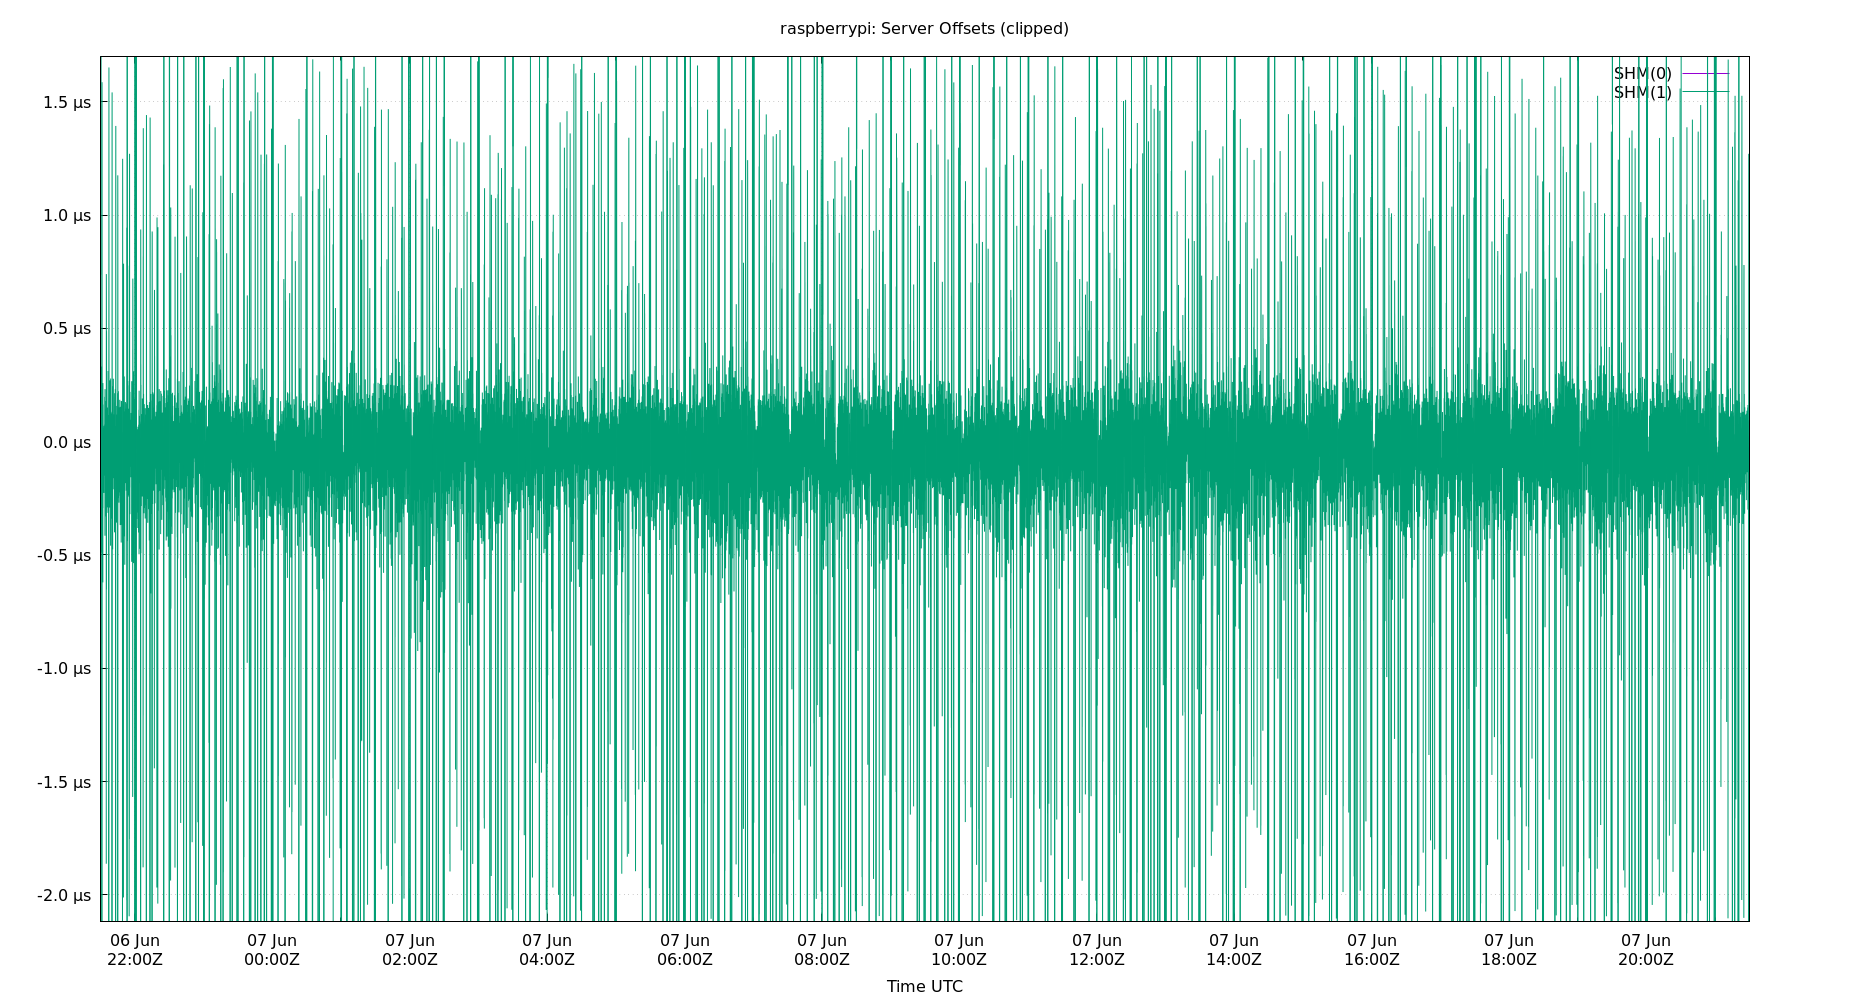 raspberrypi: Server Offsets (clipped)
SHM(0)
SHM(1)
1.5 µs
1.0 µs
0.5 µs
0.0 µs
-0.5 µs
-1.0 µs
-1.5 µs
-2.0 µs
06 Jun 07 Jun 07 Jun 07 Jun 07 Jun 07 Jun 07 Jun 07 Jun 07 Jun 07 Jun 07 Jun 07 Jun
22:00Z 00:00Z 02:00Z 04:00Z 06:00Z 08:00Z 10:00Z 12:00Z 14:00Z 16:00Z 18:00Z 20:00Z
Time UTC